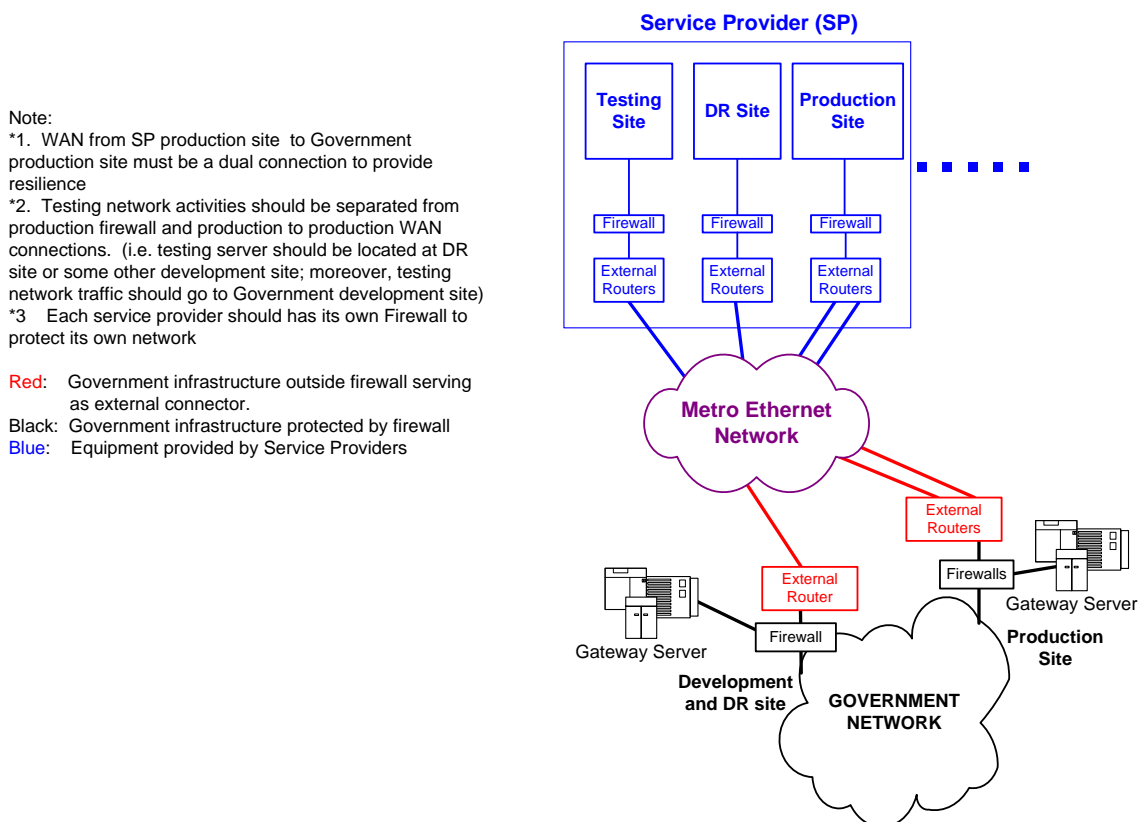 Service Provider (SP)
Testing
Site
DR Site
Production
Site
Firewall
Firewall
Firewall
External
Routers
External
Routers
External
Routers
Note:
*1. WAN from SP production site to Government
production site must be a dual connection to provide
resilience
*2. Testing network activities should be separated from
production firewall and production to production WAN
connections. (i.e. testing server should be located at DR
site or some other development site; moreover, testing
network traffic should go to Government development site)
*3 Each service provider should has its own Firewall to
protect its own network
Red: Government infrastructure outside firewall serving
as external connector.
Black: Government infrastructure protected by firewall
Blue: Equipment provided by Service Providers
Metro Ethernet
Network
External
Routers
Firewalls
Gateway Server
Production
Site
External
Router
Firewall
Gateway Server
Development
and DR site
GOVERNMENT
NETWORK